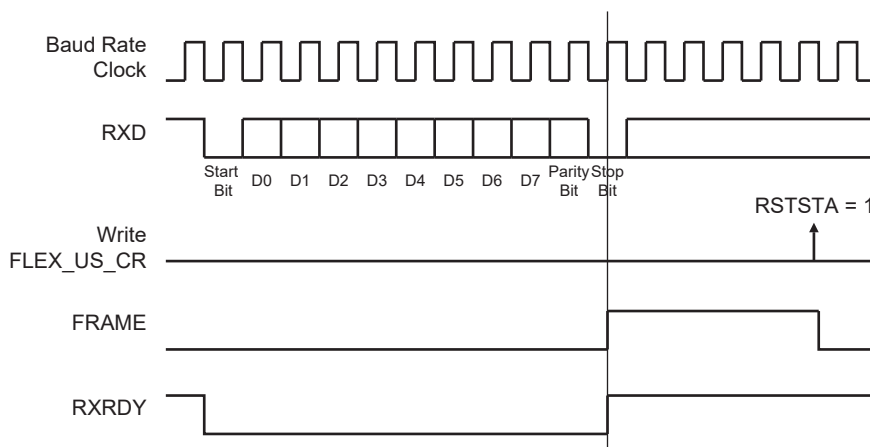 Baud Rate
Clock
RXD
Start
Bit
D0
D1
D2
D3
D4
D5
D6
D7
Parity
Bit
Stop
Bit
RSTSTA = 1
Write
FLEX_US_CR
FRAME
RXRDY